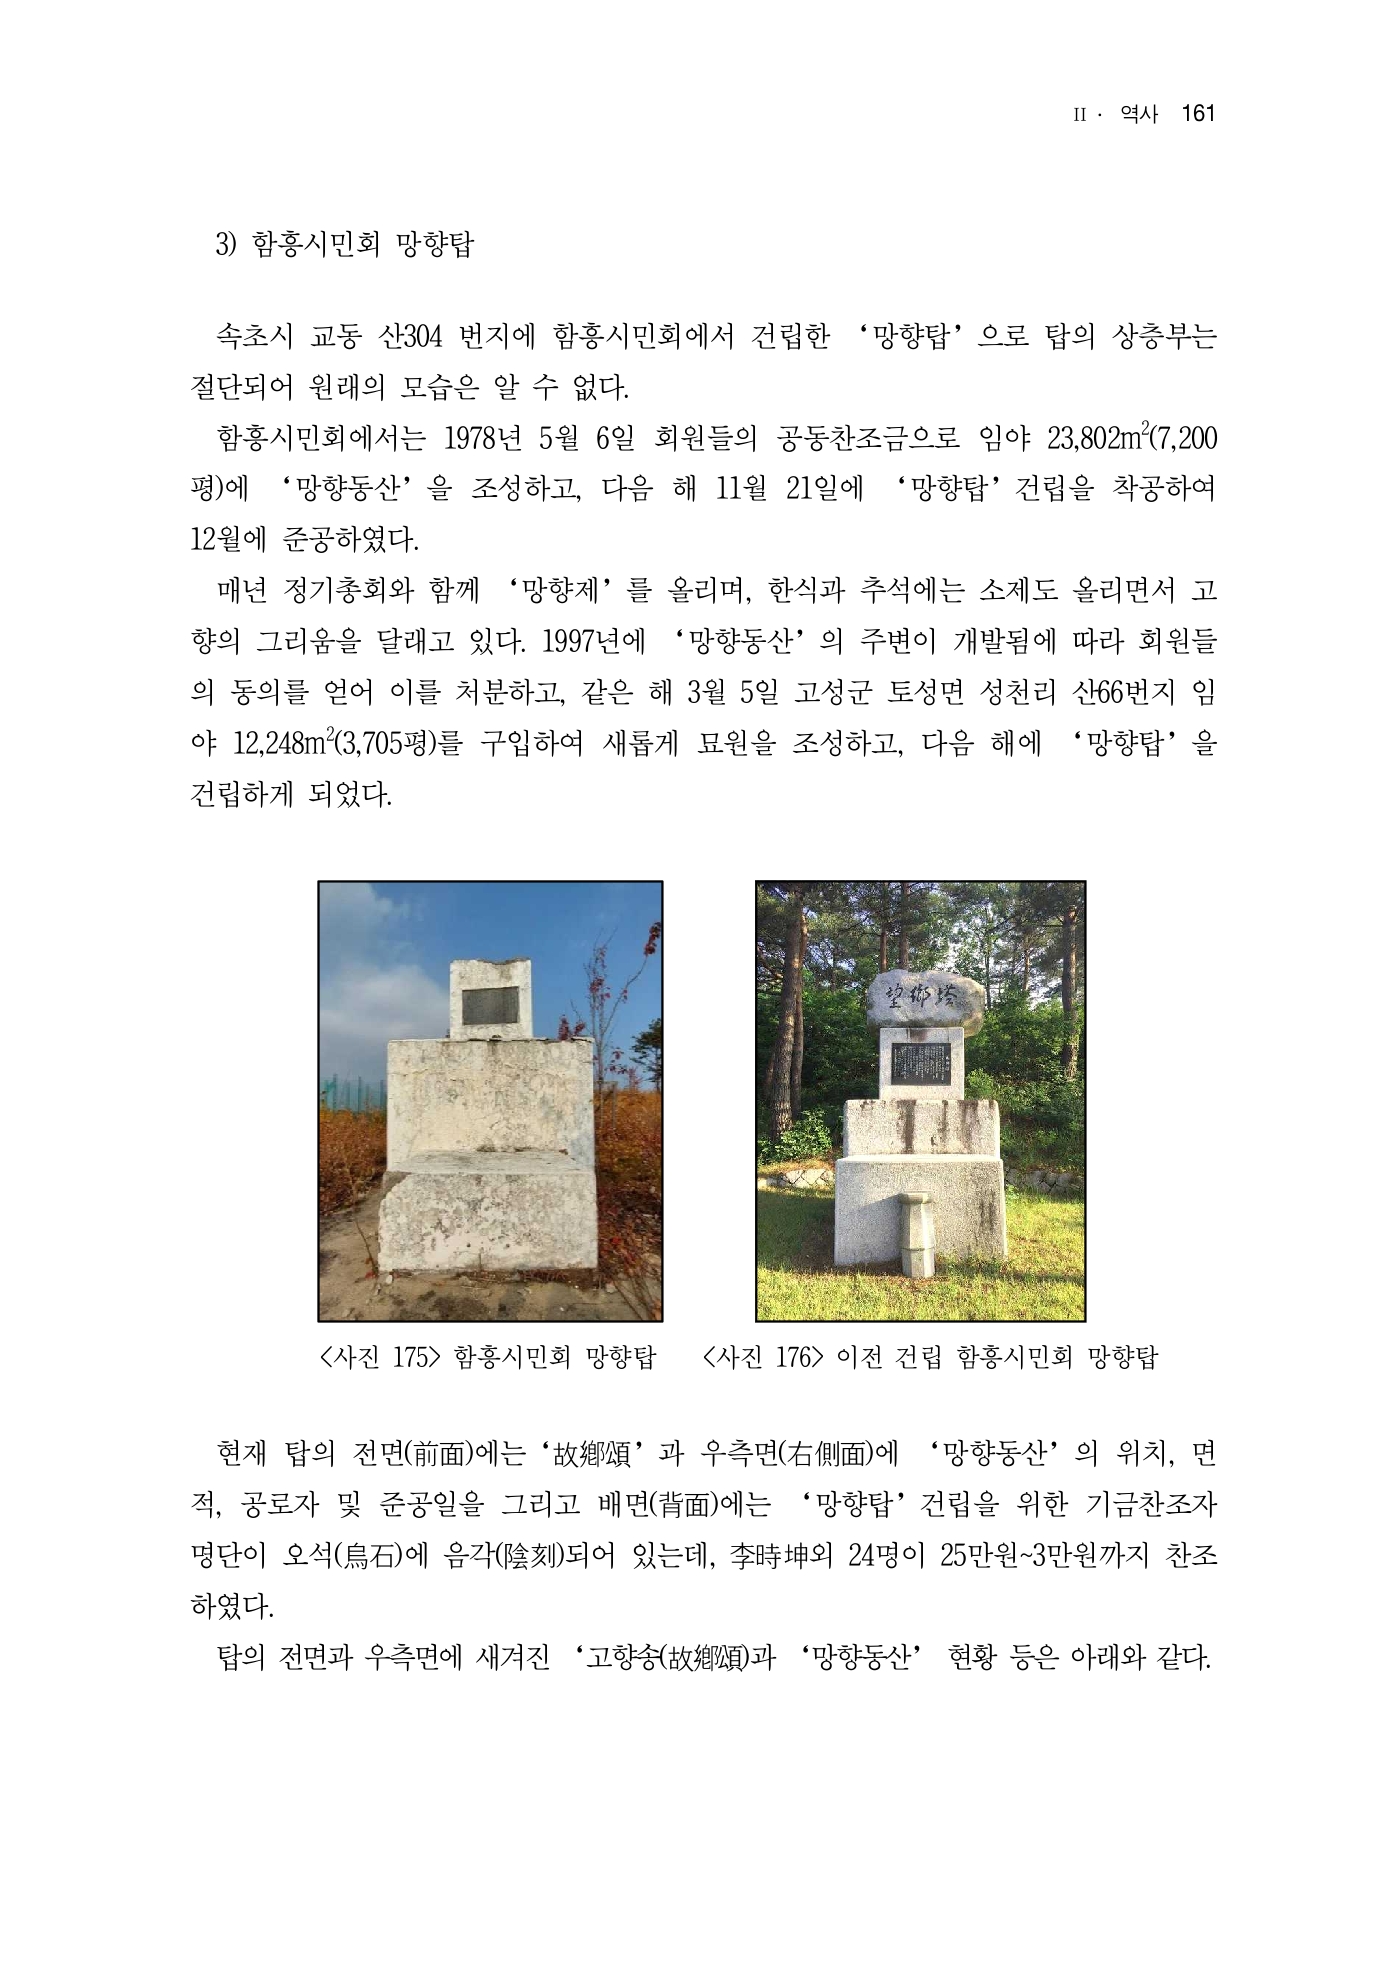 II · 역사 161
3) 함흥시민회 망향탑
속초시 교동 산304 번지에 함흥시민회에서 건립한 ‘망향탑’으로 탑의 상층부는
절단되어 원래의 모습은 알 수 없다.
함흥시민회에서는 1978년 5월 6일 회원들의 공동찬조금으로 임야 23,802m²(7,200
평)에 ‘망향동산’을 조성하고, 다음 해 11월 21일에 ‘망향탑’건립을 착공하여
12월에 준공하였다.
매년 정기총회와 함께 ‘망향제’를 올리며, 한식과 추석에는 소제도 올리면서 고
향의 그리움을 달래고 있다. 1997년에 ‘망향동산’의 주변이 개발됨에 따라 회원들
의 동의를 얻어 이를 처분하고, 같은 해 3월 5일 고성군 토성면 성천리 산66번지 임
야 12,248m²(3,705평)를 구입하여 새롭게 묘원을 조성하고, 다음 해에 ‘망향탑’을
건립하게 되었다.
望鄕塔
<사진 175> 함흥시민회 망향탑 <사진 176> 이전 건립 함흥시민회 망향탑
현재 탑의 전면(前面)에는 ‘故鄕頌’과 우측면(右側面)에 ‘망향동산’의 위치, 면
적, 공로자 및 준공일을 그리고 배면(背面)에는 ‘망향탑’건립을 위한 기금찬조자
명단이 오석(烏石)에 음각(陰刻)되어 있는데, 李時坤외 24명이 25만원~3만원까지 찬조
하였다.
탑의 전면과 우측면에 새겨진 ‘고향송(故鄕頌)과 ‘망향동산’ 현황 등은 아래와 같다.